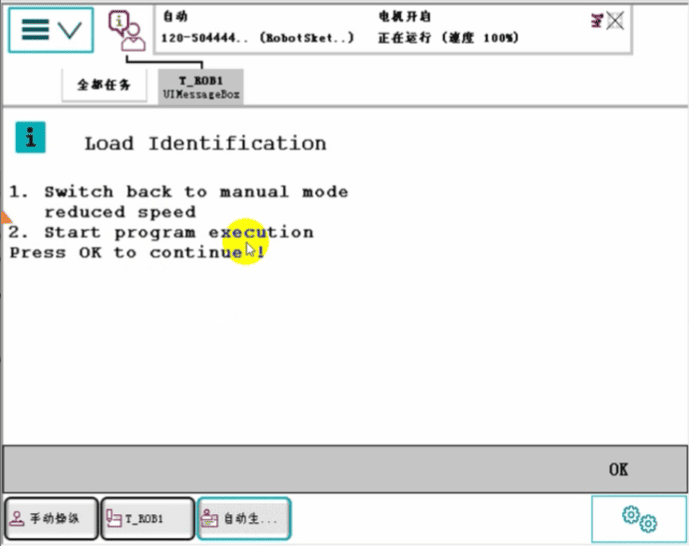 自动
120-504444.. (RobotSket..)
电机开启
正在运行 (速度 100%)
全部任务
T_ROB1
UIMessageBox
i Load Identification
1. Switch back to manual mode
reduced speed
2. Start program execution
Press OK to continue !
OK
手动操纵
T_ROB1
自动生...